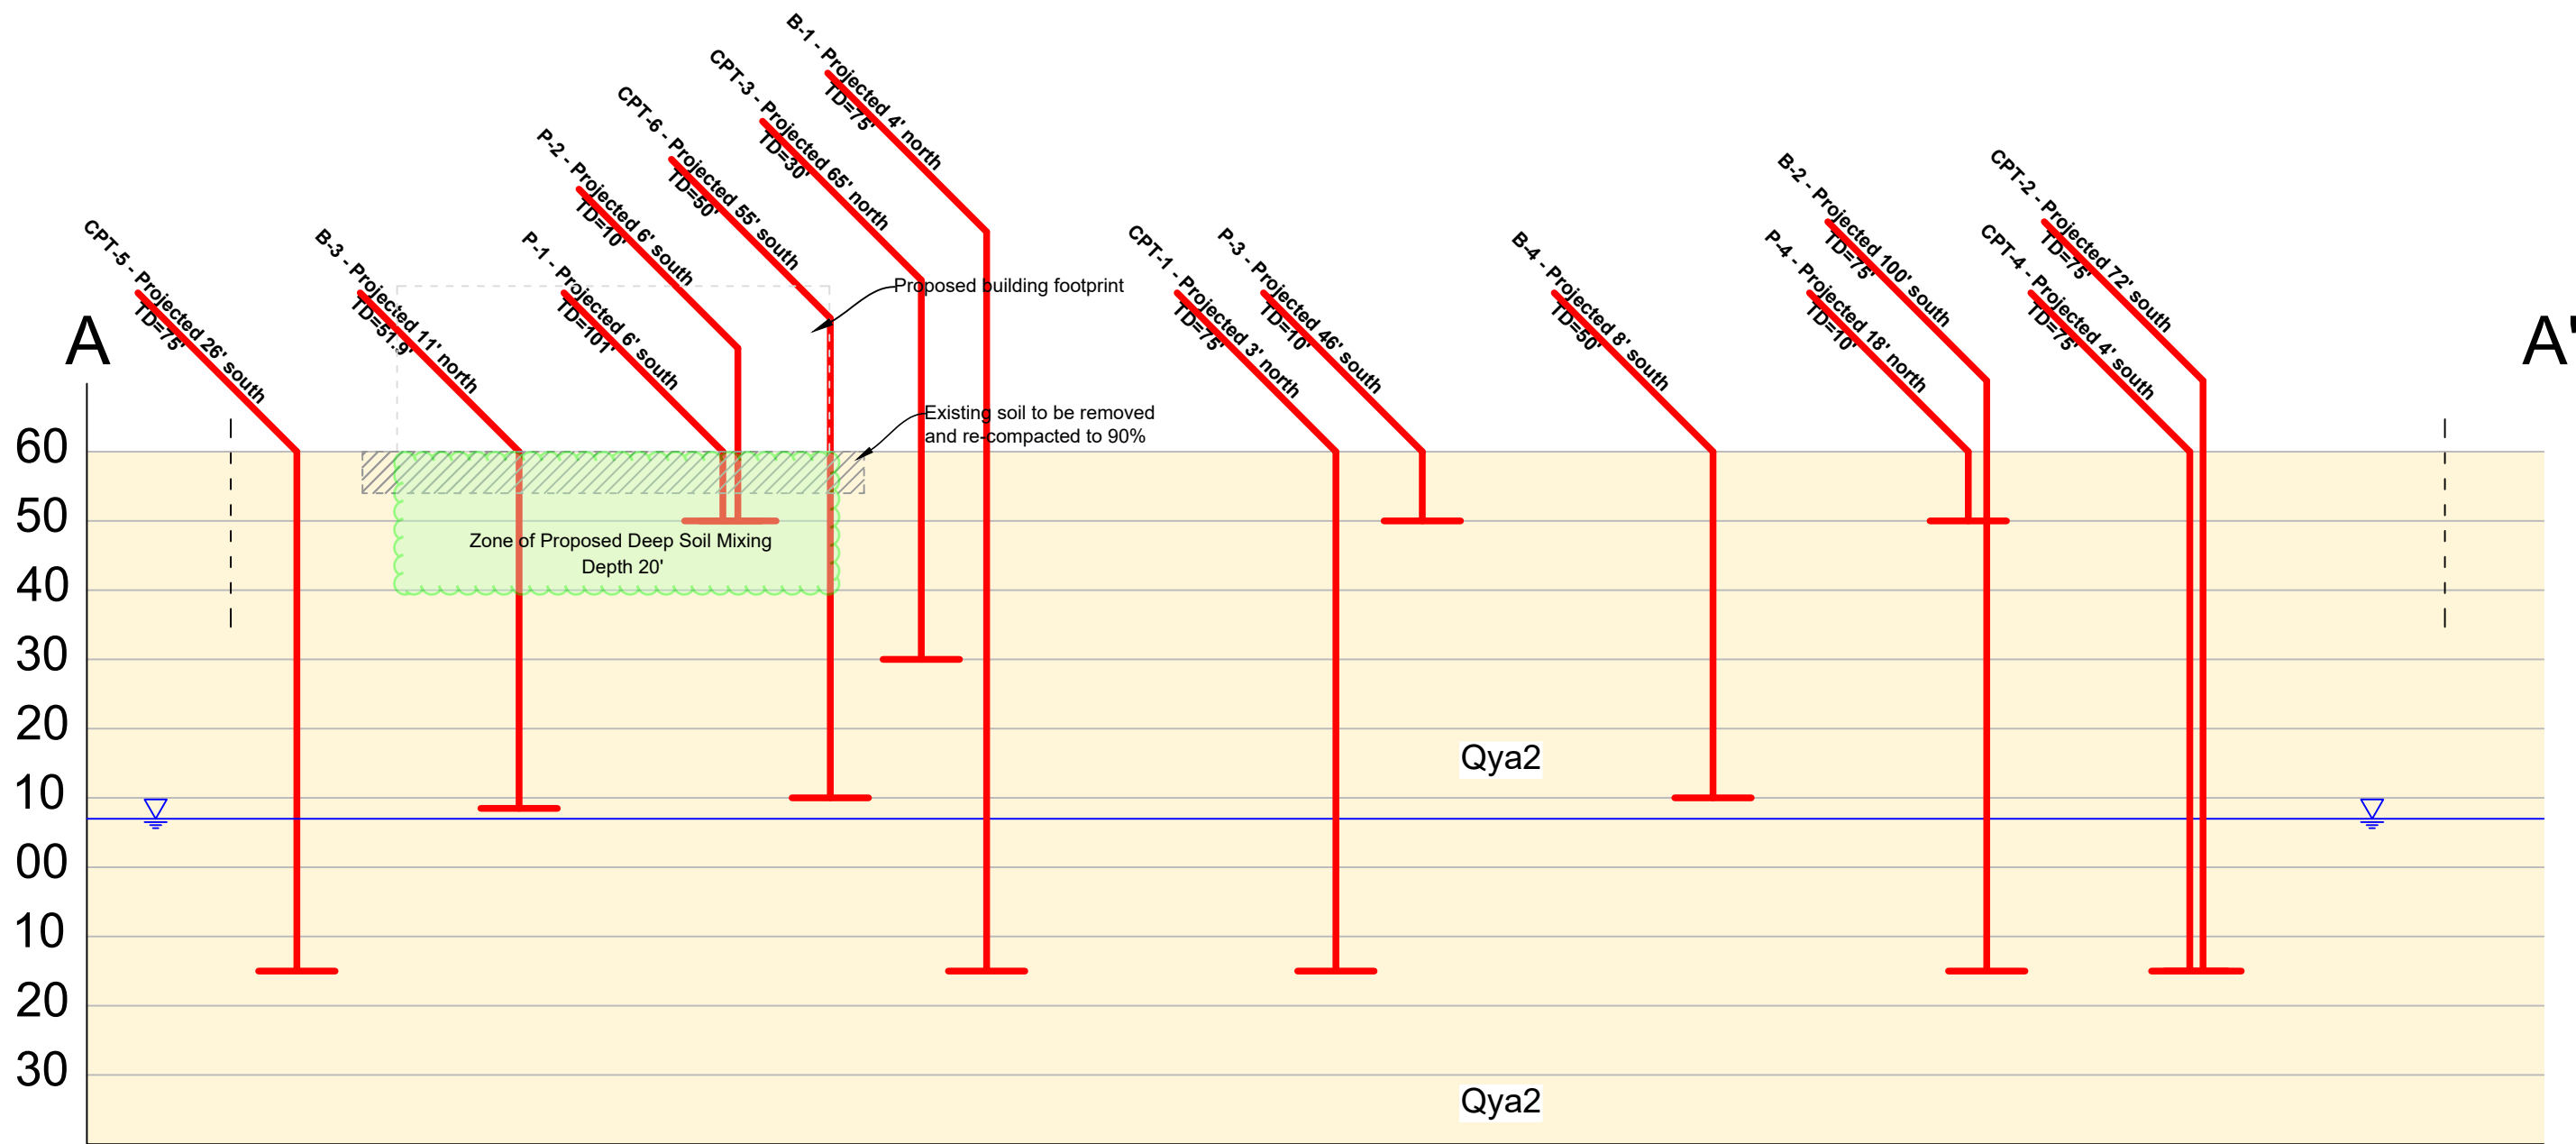 B-1 - Projected 4' north
TD=75'
CPT-3 - Projected 65' north
TD=30'
CPT-6 - Projected 55' south
TD=50'
P-2 - Projected 6' south
TD=10'
CPT-5 - Projected 26' south
TD=75'
B-3 - Projected 11' north
TD=51.9'
P-1 - Projected 6' south
TD=101'
CPT-1 - Projected 3' north
TD=75'
P-3 - Projected 46' south
TD=10'
B-4 - Projected 8' south
TD=50'
B-2 - Projected 100' south
TD=75'
P-4 - Projected 18' north
TD=10'
CPT-2 - Projected 72' south
TD=75'
CPT-4 - Projected 4' south
TD=75'
Proposed building footprint
A
A'
Existing soil to be removed
and re-compacted to 90%
60
50
Zone of Proposed Deep Soil Mixing
Depth 20'
40
30
20
Qya2
10
00
10
20
30
Qya2